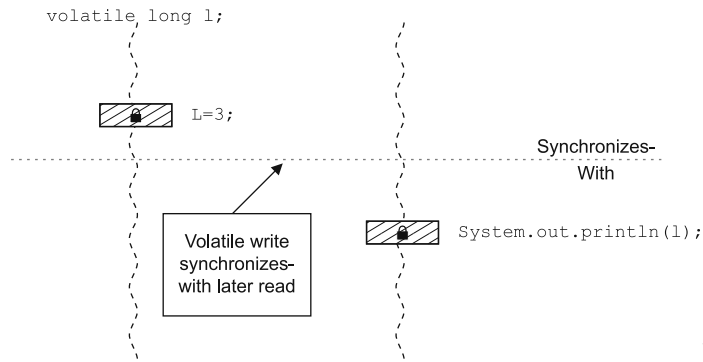 volatile long l;
L=3;
Synchronizes-
With
Volatile write
synchronizes-
with later read
System.out.println(l);